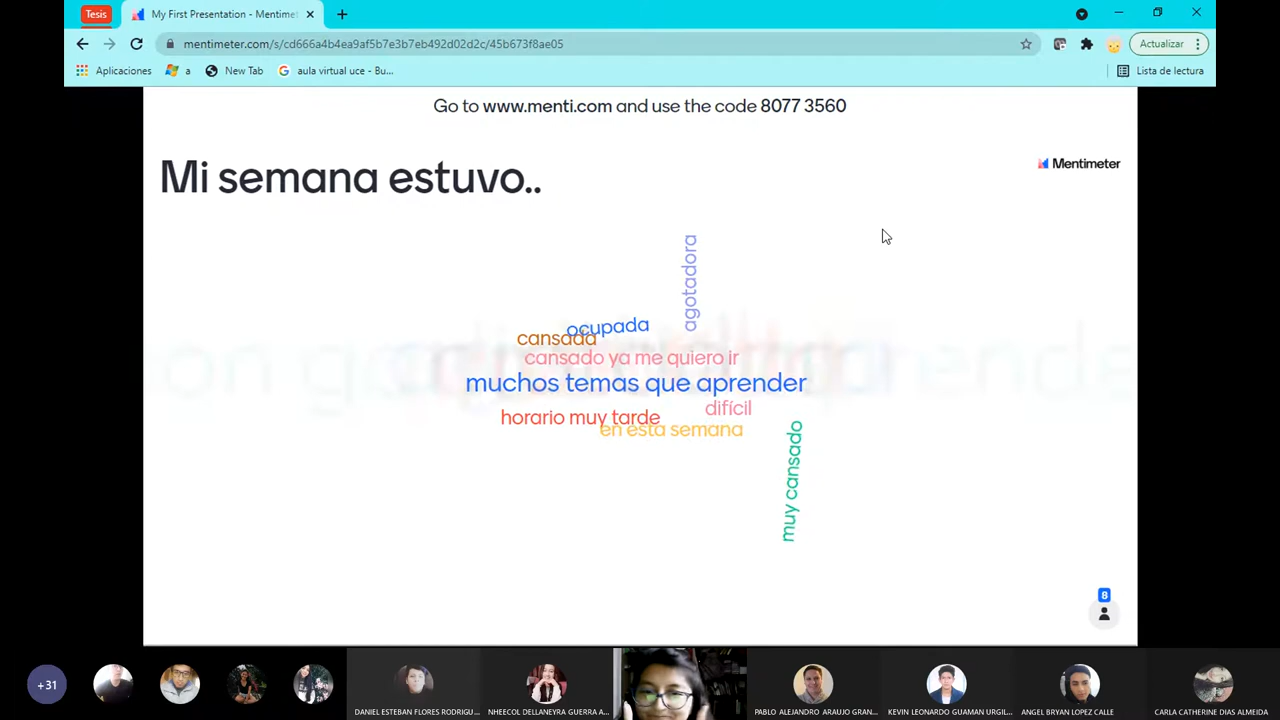 Tesis
My First Presentation - Mentimet
mentimeter.com/s/cd666a4b4ea9af5b7e3b7eb492d02d2c/45b673f8ae05
Actualizar
Aplicaciones
a
New Tab
aula virtual uce - Bu...
Lista de lectura
Go to www.menti.com and use the code 8077 3560
Mi semana estuvo..
Mentimeter
agotadora
ocupada
cansada
cansado ya me quiero ir
muchos temas que aprender
difícil
horario muy tarde
en esta semana
muy cansado
8
+31
DANIEL ESTEBAN FLORES RODRIGU...
NHEECOL DELLANEYRA GUERRA A...
PABLO ALEJANDRO ARAUJO GRAN...
KEVIN LEONARDO GUAMAN URGIL...
ANGEL BRYAN LOPEZ CALLE
CARLA CATHERINE DIAS ALMEIDA